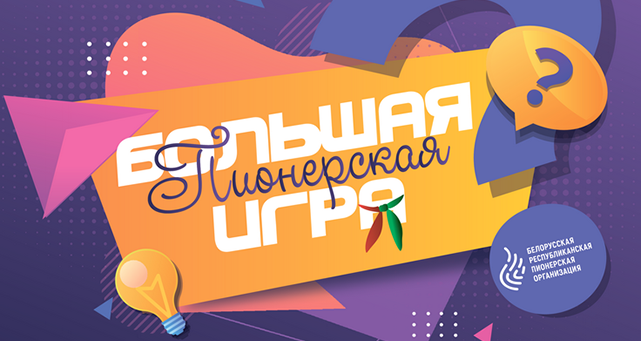 БОЛЬШАЯ
Пионерская
ИГРА
?
БЕЛОРУССКАЯ
РЕСПУБЛИКАНСКАЯ
ПИОНЕРСКАЯ
ОРГАНИЗАЦИЯ